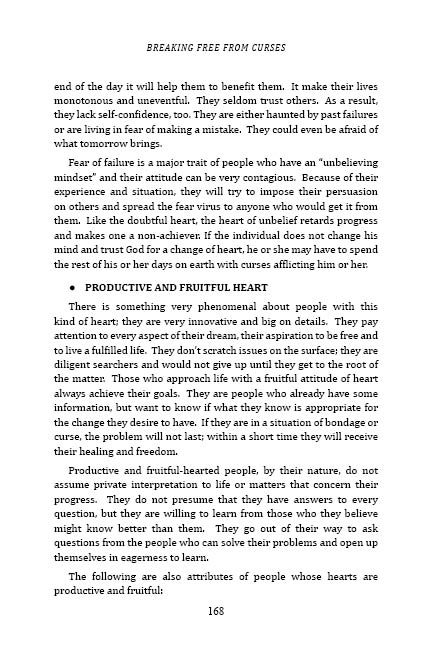 BREAKING FREE FROM CURSES
end of the day it will help them to benefit them. It make their lives
monotonous and uneventful. They seldom trust others. As a result,
they lack self-confidence, too. They are either haunted by past failures
or are living in fear of making a mistake. They could even be afraid of
what tomorrow brings.
Fear of failure is a major trait of people who have an “unbelieving
mindset” and their attitude can be very contagious. Because of their
experience and situation, they will try to impose their persuasion
on others and spread the fear virus to anyone who would get it from
them. Like the doubtful heart, the heart of unbelief retards progress
and makes one a non-achiever. If the individual does not change his
mind and trust God for a change of heart, he or she may have to spend
the rest of his or her days on earth with curses afflicting him or her.
● PRODUCTIVE AND FRUITFUL HEART
There is something very phenomenal about people with this
kind of heart; they are very innovative and big on details. They pay
attention to every aspect of their dream, their aspiration to be free and
to live a fulfilled life. They don’t scratch issues on the surface; they are
diligent searchers and would not give up until they get to the root of
the matter. Those who approach life with a fruitful attitude of heart
always achieve their goals. They are people who already have some
information, but want to know if what they know is appropriate for
the change they desire to have. If they are in a situation of bondage or
curse, the problem will not last; within a short time they will receive
their healing and freedom.
Productive and fruitful-hearted people, by their nature, do not
assume private interpretation to life or matters that concern their
progress. They do not presume that they have answers to every
question, but they are willing to learn from those who they believe
might know better than them. They go out of their way to ask
questions from the people who can solve their problems and open up
themselves in eagerness to learn.
The following are also attributes of people whose hearts are
productive and fruitful:
168